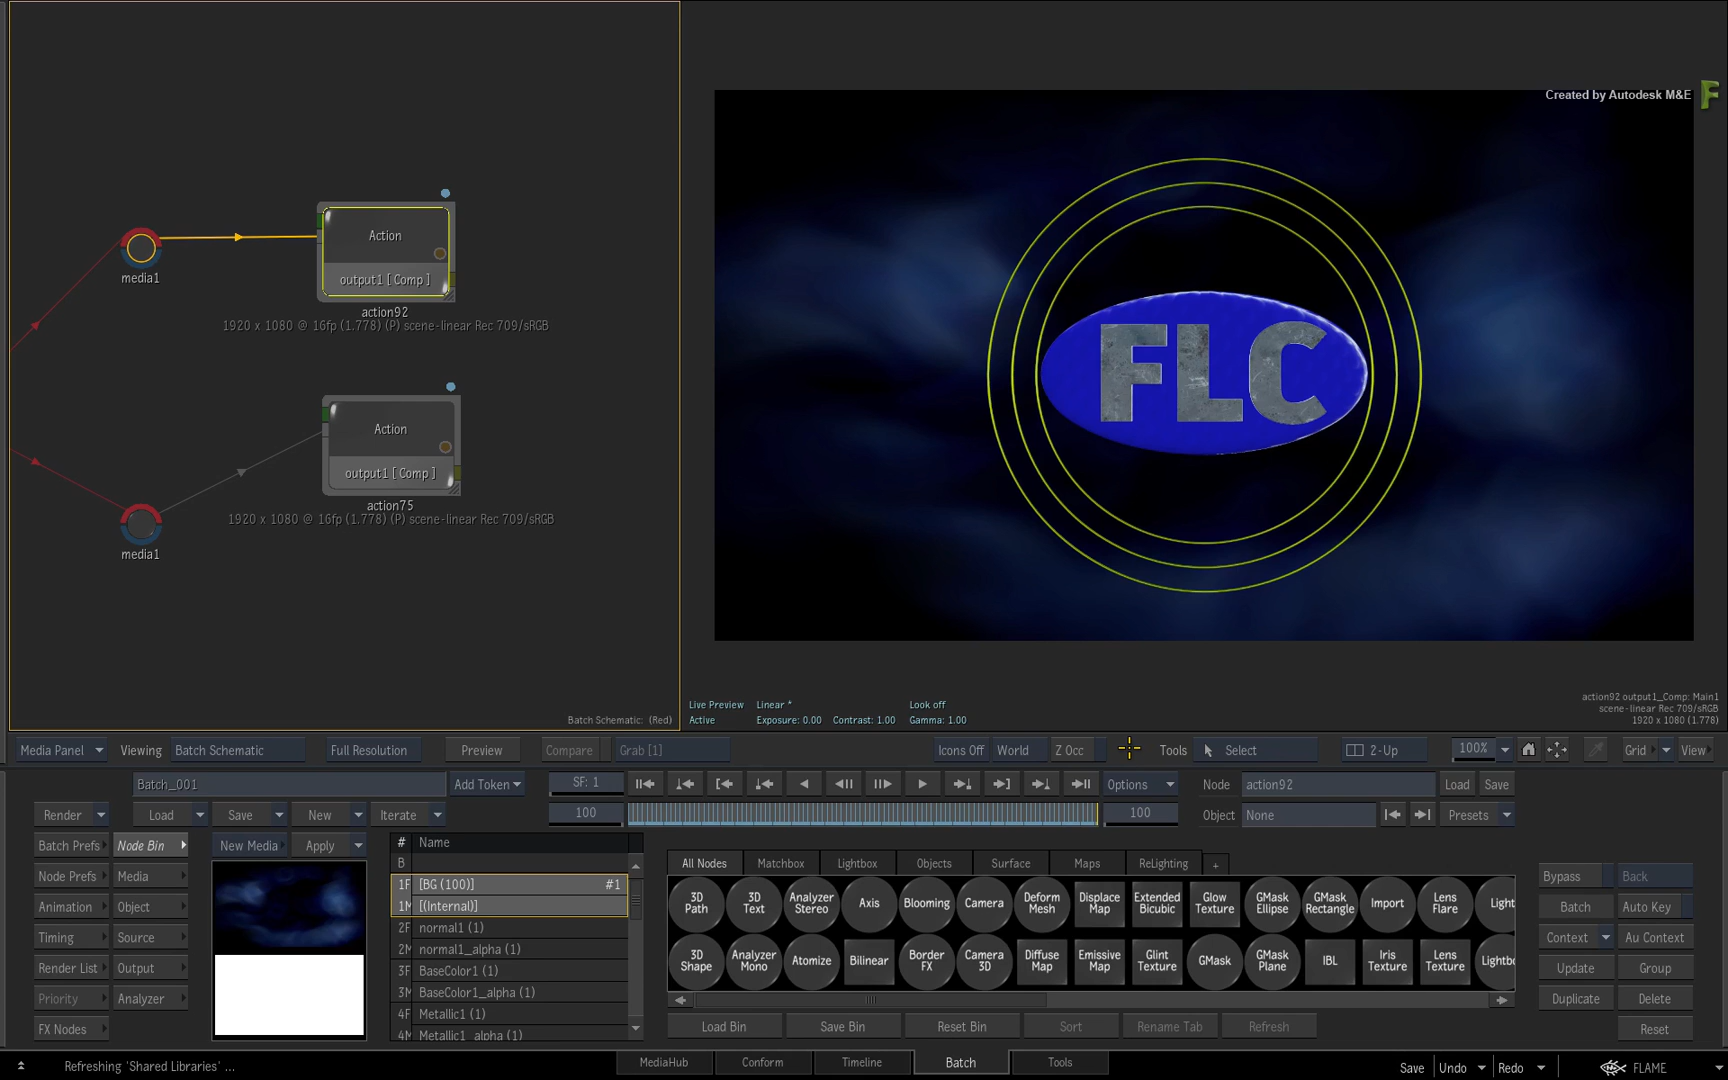 Created by Autodesk M&E
FLC
Action
output1 [ Comp ]
action92
1920 x 1080 @ 16fp (1.778) (P) scene-linear Rec 709/sRGB
media1
Action
output1 [ Comp ]
action75
1920 x 1080 @ 16fp (1.778) (P) scene-linear Rec 709/sRGB
media1
Batch Schematic: (Red)
Live Preview Linear * Look off
Active Exposure: 0.00 Contrast: 1.00 Gamma: 1.00
action92 output1_Comp: Main1
scene-linear Rec 709/sRGB
1920 x 1080 (1.778)
Media Panel Viewing Batch Schematic Full Resolution Preview Compare Grab [1] Icons Off World Z Occ Tools Select 2-Up 100% Grid View
Batch_001 Add Token SF: 1 Options Node action92 Load Save
Render Load Save New Iterate 100 100 Object None Presets
Batch Prefs Node Bin New Media Apply
Node Prefs Media
Animation Object
Timing Source
Render List Output
Priority Analyzer
FX Nodes
# Name
B
1F [BG (100)] #1
1M [(Internal)]
2F normal1 (1)
2M normal1_alpha (1)
3F BaseColor1 (1)
3M BaseColor1_alpha (1)
4F Metallic1 (1)
4M Metallic1_alpha (1)
All Nodes Matchbox Lightbox Objects Surface Maps ReLighting +
3D Path 3D Text Analyzer Stereo Axis Blooming Camera Deform Mesh Displace Map Extended Bicubic Glow Texture GMask Ellipse GMask Rectangle Import Lens Flare Light
3D Shape Analyzer Mono Atomize Bilinear Border FX Camera 3D Diffuse Map Emissive Map Glint Texture GMask GMask Plane IBL Iris Texture Lens Texture Lightbo
Load Bin Save Bin Reset Bin Sort Rename Tab Refresh
Bypass Back
Batch Auto Key
Context Au Context
Update Group
Duplicate Delete
Reset
Refreshing 'Shared Libraries' ...
MediaHub Conform Timeline Batch Tools
Save Undo Redo FLAME